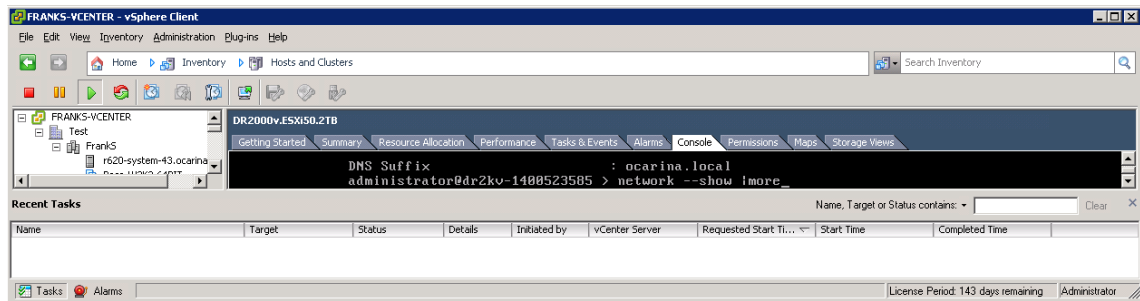 FRANKS-VCENTER - vSphere Client
File Edit View Inventory Administration Plug-ins Help
Home Inventory Hosts and Clusters Search Inventory
FRANKS-VCENTER
Test
FrankS
r620-system-43.ocarina
DR2000v.ESXi50.2TB
Getting Started Summary Resource Allocation Performance Tasks & Events Alarms Console Permissions Maps Storage Views
DNS Suffix : ocarina.local
administrator@dr2kv-1400523585 > network --show |more_
Recent Tasks Name, Target or Status contains: Clear
Name Target Status Details Initiated by vCenter Server Requested Start Ti... Start Time Completed Time
Tasks Alarms License Period: 143 days remaining Administrator